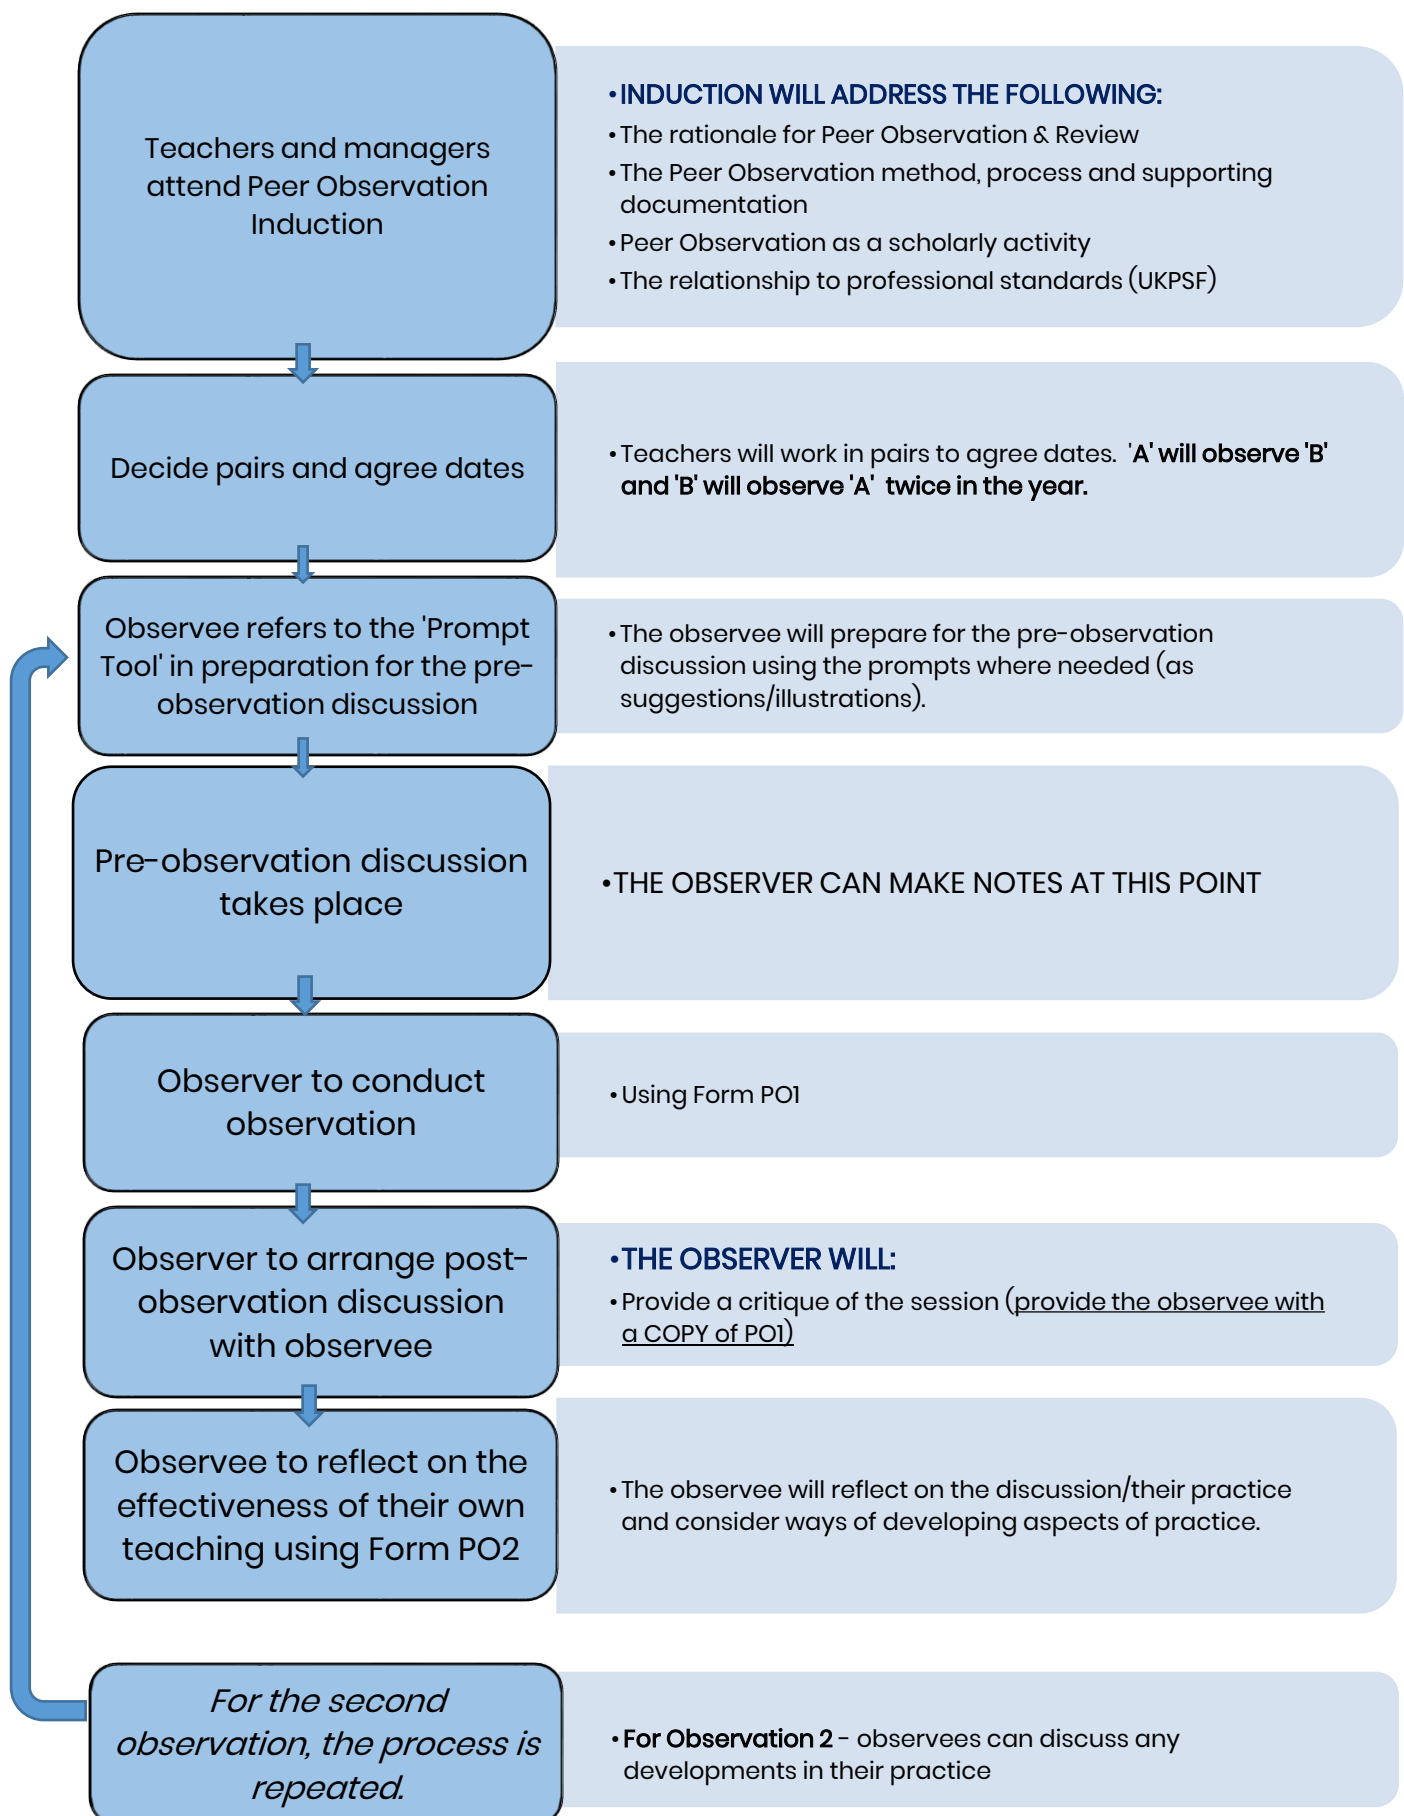 Teachers and managers
attend Peer Observation
Induction
•INDUCTION WILL ADDRESS THE FOLLOWING:
•The rationale for Peer Observation & Review
•The Peer Observation method, process and supporting
documentation
•Peer Observation as a scholarly activity
•The relationship to professional standards (UKPSF)
Decide pairs and agree dates
•Teachers will work in pairs to agree dates.  'A' will observe 'B'
and 'B' will observe 'A'  twice in the year.
Observee refers to the 'Prompt
Tool' in preparation for the pre-
observation discussion
•The observee will prepare for the pre-observation
discussion using the prompts where needed (as
suggestions/illustrations).
Pre-observation discussion
takes place
•THE OBSERVER CAN MAKE NOTES AT THIS POINT
Observer to conduct
observation
•Using Form PO1
Observer to arrange post-
observation discussion
with observee
•THE OBSERVER WILL:
•Provide a critique of the session (provide the observee with
a COPY of PO1)
Observee to reflect on the
effectiveness of their own
teaching using Form PO2
•The observee will reflect on the discussion/their practice
and consider ways of developing aspects of practice.
For the second
observation, the process is
repeated.
•For Observation 2 - observees can discuss any
developments in their practice